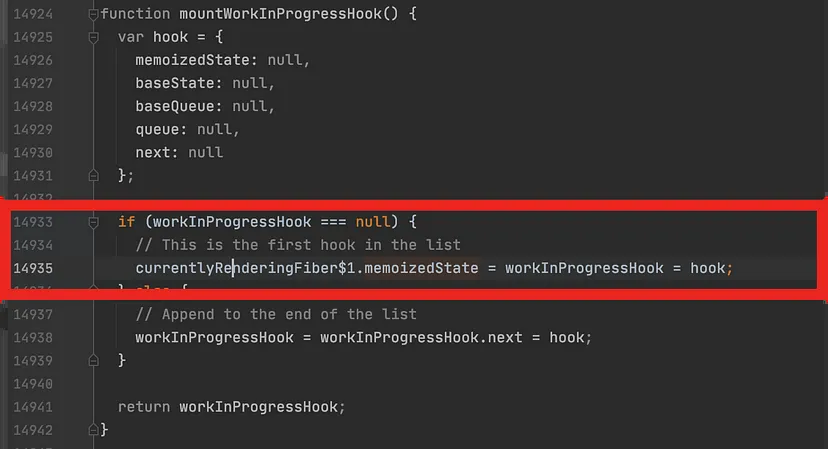 14924 function mountWorkInProgressHook() {
14925 var hook = {
14926 memoizedState: null,
14927 baseState: null,
14928 baseQueue: null,
14929 queue: null,
14930 next: null
14931 };
14932
14933 if (workInProgressHook === null) {
14934 // This is the first hook in the list
14935 currentlyRenderingFiber$1.memoizedState = workInProgressHook = hook;
14936 } else {
14937 // Append to the end of the list
14938 workInProgressHook = workInProgressHook.next = hook;
14939 }
14940
14941 return workInProgressHook;
14942 }